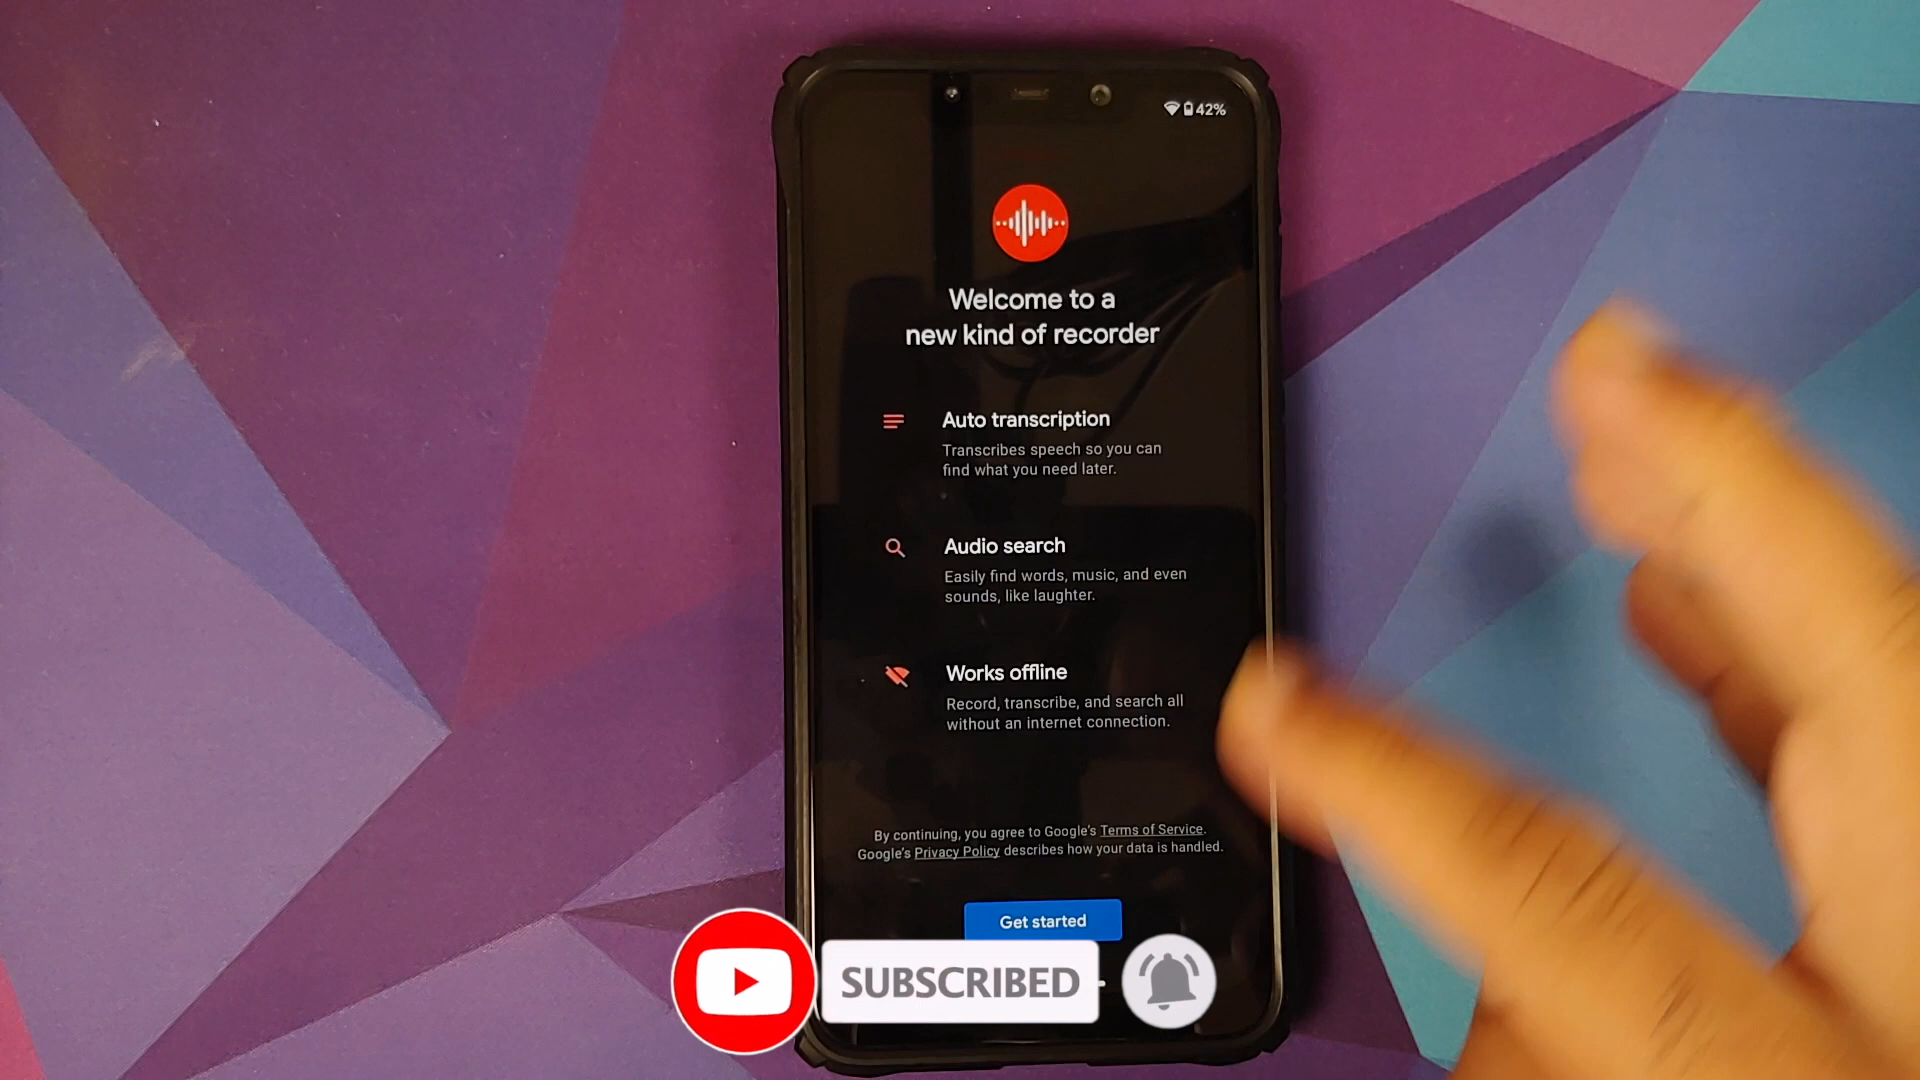 42%
Welcome to a
new kind of recorder
Auto transcription
Transcribes speech so you can
find what you need later.
Audio search
Easily find words, music, and even
sounds, like laughter.
Works offline
Record, transcribe, and search all
without an internet connection.
By continuing, you agree to Google's Terms of Service.
Google's Privacy Policy describes how your data is handled.
Get started
SUBSCRIBED